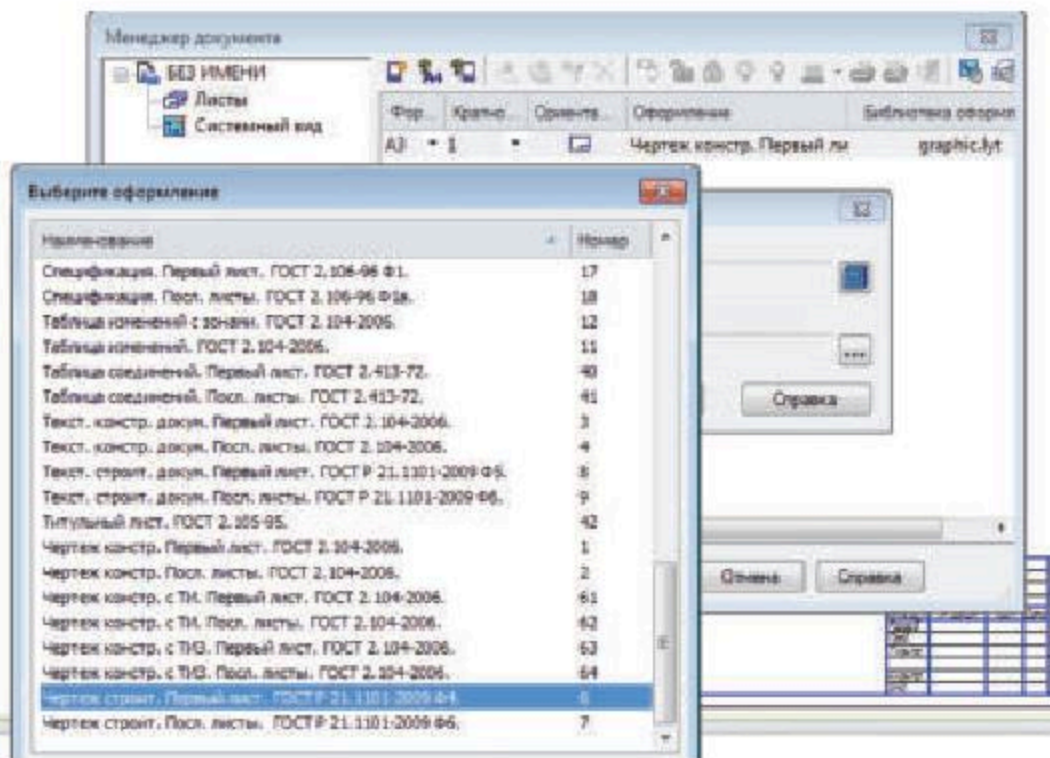 Менеджер документа
БЕЗ ИМЕНИ
Листы
Системный вид
Фор... Кратно... Ориента... Оформление Библиотека оформл
A3 1 Чертеж констр. Первый ли graphic.lyt
Выберите оформление
Наименование Номер
Спецификация. Первый лист. ГОСТ 2.106-96 Ф1. 17
Спецификация. Посл. листы. ГОСТ 2.106-96 Ф1а. 18
Таблица изменений с зонами. ГОСТ 2.104-2006. 12
Таблица изменений. ГОСТ 2.104-2006. 11
Таблица соединений. Первый лист. ГОСТ 2.413-72. 40
Таблица соединений. Посл. листы. ГОСТ 2.413-72. 41
Текст. констр. докум. Первый лист. ГОСТ 2.104-2006. 3
Текст. констр. докум. Посл. листы. ГОСТ 2.104-2006. 4
Текст. строит. докум. Первый лист. ГОСТ Р 21.1101-2009 Ф5. 8
Текст. строит. докум. Посл. листы. ГОСТ Р 21.1101-2009 Ф6. 9
Титульный лист. ГОСТ 2.105-95. 42
Чертеж констр. Первый лист. ГОСТ 2.104-2006. 1
Чертеж констр. Посл. листы. ГОСТ 2.104-2006. 2
Чертеж констр. с ТИ. Первый лист. ГОСТ 2.104-2006. 61
Чертеж констр. с ТИ. Посл. листы. ГОСТ 2.104-2006. 62
Чертеж констр. с ТИЗ. Первый лист. ГОСТ 2.104-2006. 63
Чертеж констр. с ТИЗ. Посл. листы. ГОСТ 2.104-2006. 64
Чертеж строит. Первый лист. ГОСТ Р 21.1101-2009 Ф4. 6
Чертеж строит. Посл. листы. ГОСТ Р 21.1101-2009 Ф6. 7
...
Справка
Отмена Справка